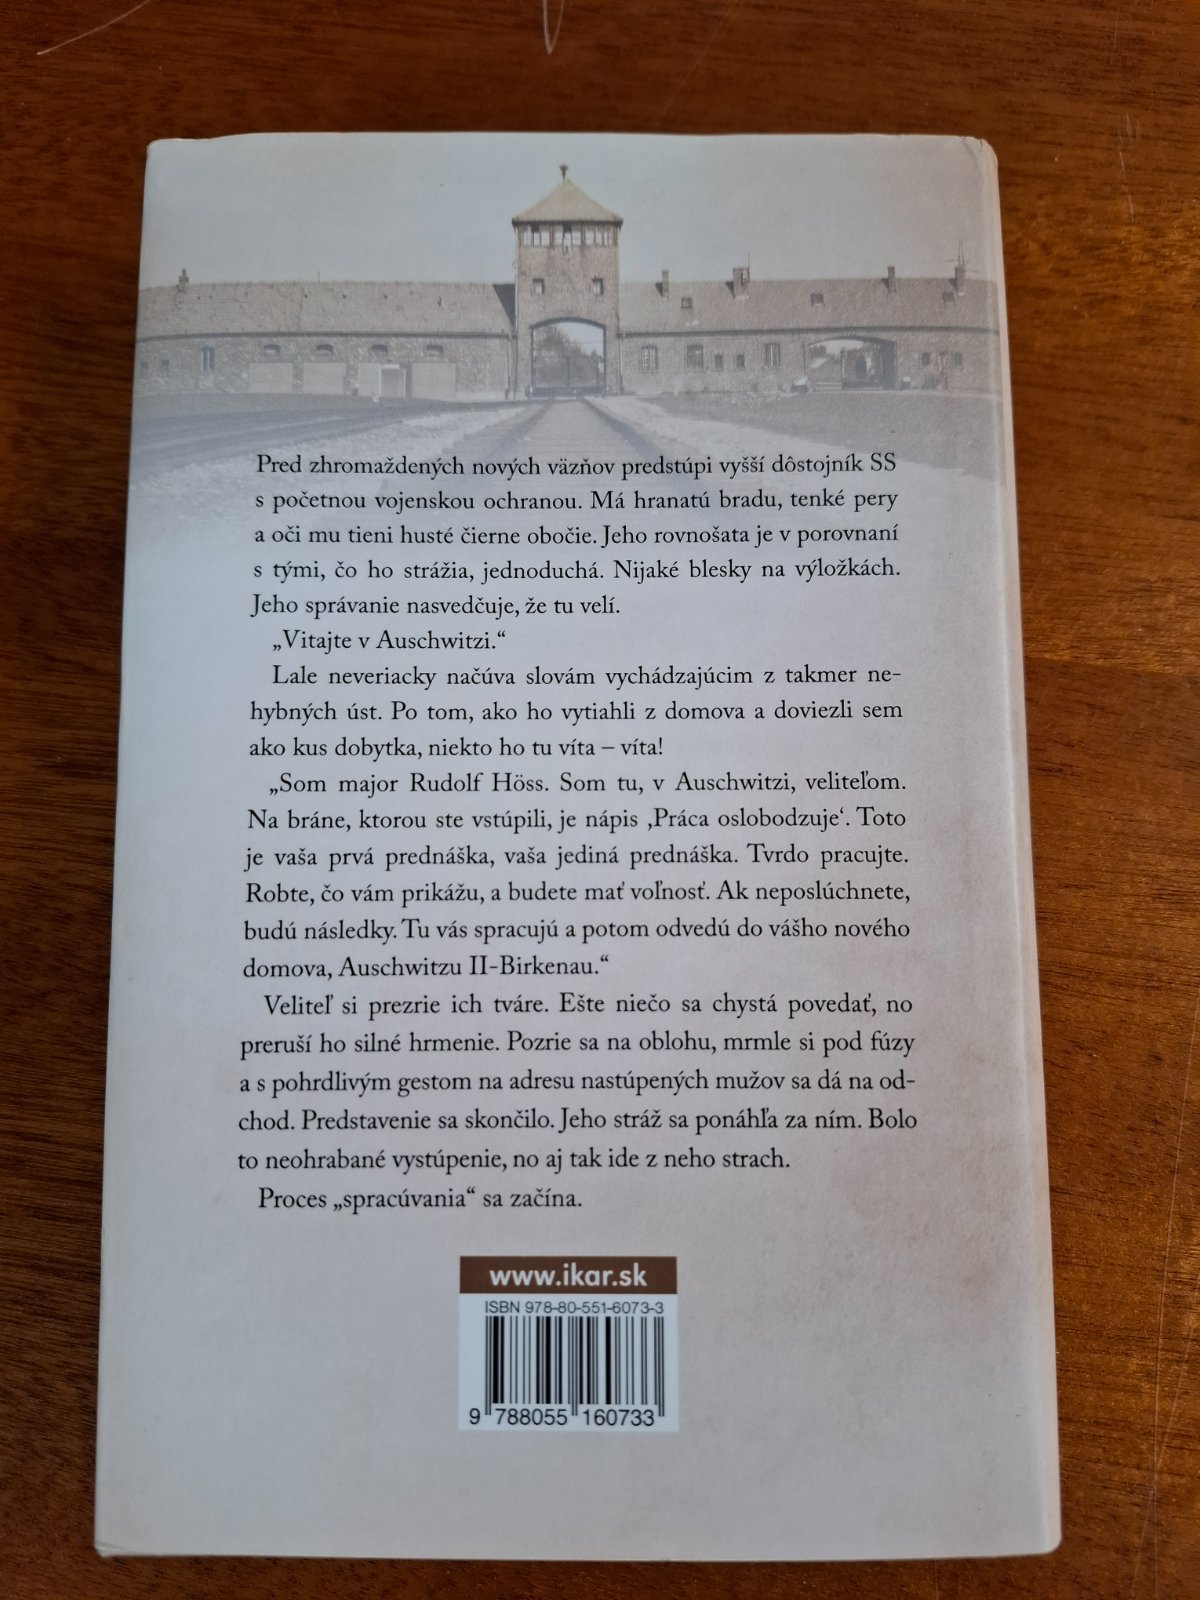 Pred zhromaždených nových väzňov predstúpi vyšší dôstojník SS
s početnou vojenskou ochranou. Má hranatú bradu, tenké pery
a oči mu tieni husté čierne obočie. Jeho rovnošata je v porovnaní
s tými, čo ho strážia, jednoduchá. Nijaké blesky na výložkách.
Jeho správanie nasvedčuje, že tu velí.
„Vitajte v Auschwitzi.“
Lale neveriacky načúva slovám vychádzajúcim z takmer ne-
hybných úst. Po tom, ako ho vytiahli z domova a doviezli sem
ako kus dobytka, niekto ho tu víta – víta!
„Som major Rudolf Höss. Som tu, v Auschwitzi, veliteľom.
Na bráne, ktorou ste vstúpili, je nápis ‚Práca oslobodzuje‘. Toto
je vaša prvá prednáška, vaša jediná prednáška. Tvrdo pracujte.
Robte, čo vám prikážu, a budete mať voľnosť. Ak neposlúchnete,
budú následky. Tu vás spracujú a potom odvedú do vášho nového
domova, Auschwitzu II-Birkenau.“
Veliteľ si prezrie ich tváre. Ešte niečo sa chystá povedať, no
preruší ho silné hrmenie. Pozrie sa na oblohu, mrmle si pod fúzy
a s pohrdlivým gestom na adresu nastúpených mužov sa dá na od-
chod. Predstavenie sa skončilo. Jeho stráž sa ponáhľa za ním. Bolo
to neohrabané vystúpenie, no aj tak ide z neho strach.
Proces „spracúvania“ sa začína.
www.ikar.sk
ISBN 978-80-551-6073-3
9 788055 160733